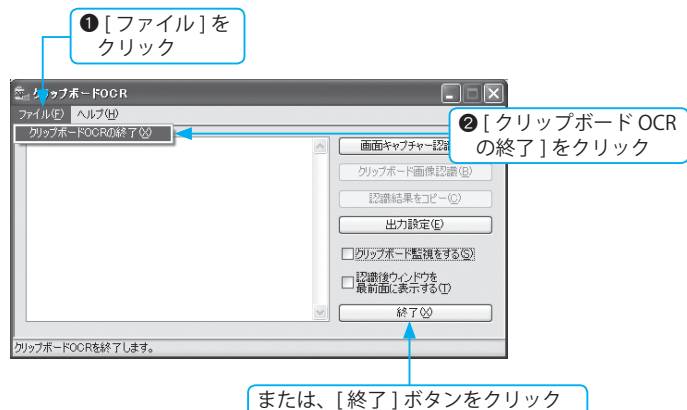 ❶ [ ファイル ] を
クリック
クリップボードOCR
ファイル(F) ヘルプ(H)
クリップボードOCRの終了(X)
❷ [ クリップボード OCR
の終了 ] をクリック
画面キャプチャー認
クリップボード画像認識(B)
認識結果をコピー(C)
出力設定(E)
クリップボード監視をする(S)
認識後ウィンドウを
最前面に表示する(T)
終了(X)
クリップボードOCRを終了します。
または、[ 終了 ] ボタンをクリック